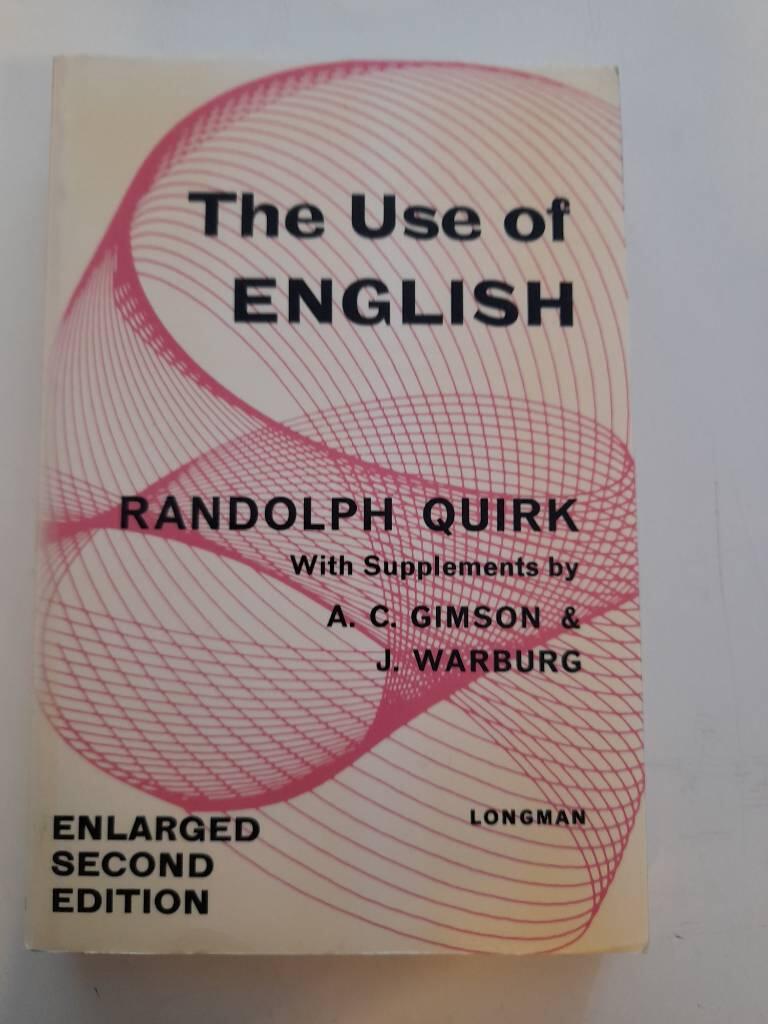 The Use of
ENGLISH
RANDOLPH QUIRK
With Supplements by
A. C. GIMSON &
J. WARBURG
LONGMAN
ENLARGED
SECOND
EDITION